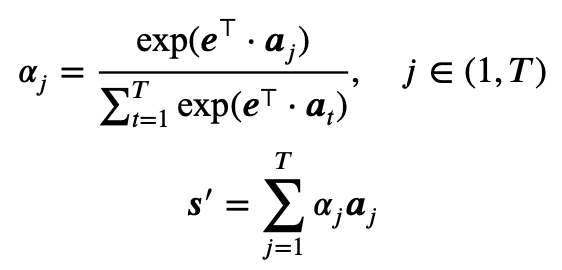 α_j = exp(e^⊤ · a_j) / ∑_{t=1}^{T} exp(e^⊤ · a_t), j ∈ (1, T)
s′ = ∑_{j=1}^{T} α_j a_j